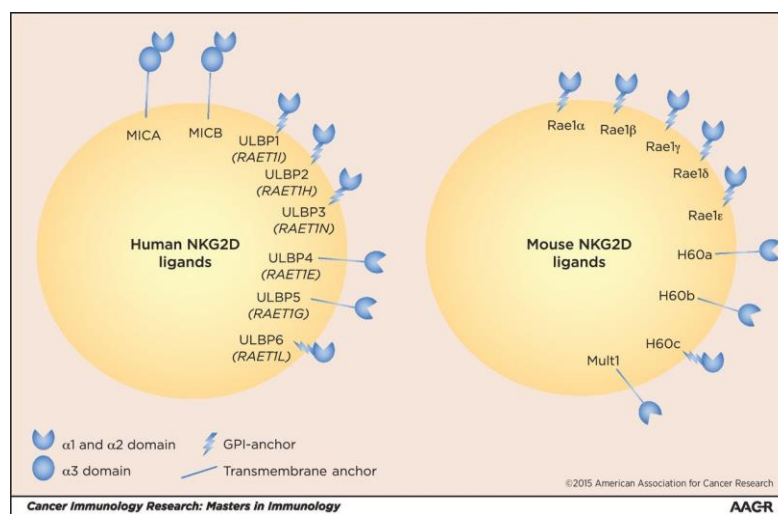 MICA
MICB
ULBP1
(RAET1I)
ULBP2
(RAET1H)
ULBP3
(RAET1N)
Human NKG2D
ligands
ULBP4
(RAET1E)
ULBP5
(RAET1G)
ULBP6
(RAET1L)
Rae1α
Rae1β
Rae1γ
Rae1δ
Rae1ε
Mouse NKG2D
ligands
H60a
H60b
H60c
Mult1
α1 and α2 domain
GPI-anchor
α3 domain
Transmembrane anchor
©2015 American Association for Cancer Research
Cancer Immunology Research: Masters in Immunology
AACR